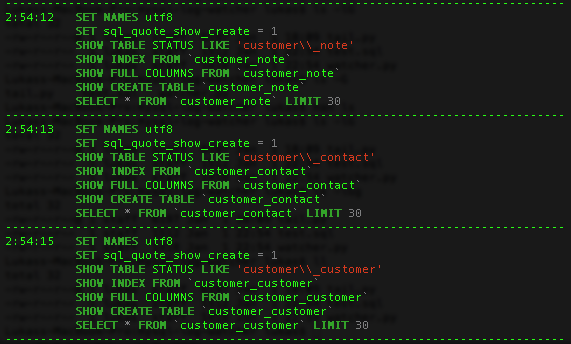 2:54:12 SET NAMES utf8
SET sql_quote_show_create = 1
SHOW TABLE STATUS LIKE 'customer\\_note'
SHOW INDEX FROM `customer_note`
SHOW FULL COLUMNS FROM `customer_note`
SHOW CREATE TABLE `customer_note`
SELECT * FROM `customer_note` LIMIT 30
2:54:13 SET NAMES utf8
SET sql_quote_show_create = 1
SHOW TABLE STATUS LIKE 'customer\\_contact'
SHOW INDEX FROM `customer_contact`
SHOW FULL COLUMNS FROM `customer_contact`
SHOW CREATE TABLE `customer_contact`
SELECT * FROM `customer_contact` LIMIT 30
2:54:15 SET NAMES utf8
SET sql_quote_show_create = 1
SHOW TABLE STATUS LIKE 'customer\\_customer'
SHOW INDEX FROM `customer_customer`
SHOW FULL COLUMNS FROM `customer_customer`
SHOW CREATE TABLE `customer_customer`
SELECT * FROM `customer_customer` LIMIT 30